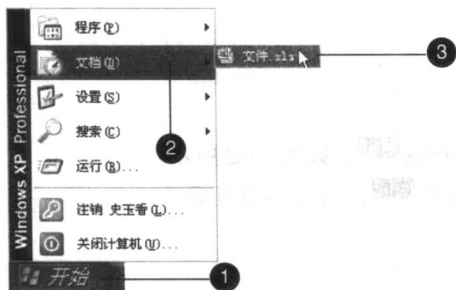 程序(P)
文档(D)
文件.xls
3
设置(S)
搜索(C)
2
运行(R)...
注销 史玉香(L)...
关闭计算机(U)...
Windows XP Professional
开始
1